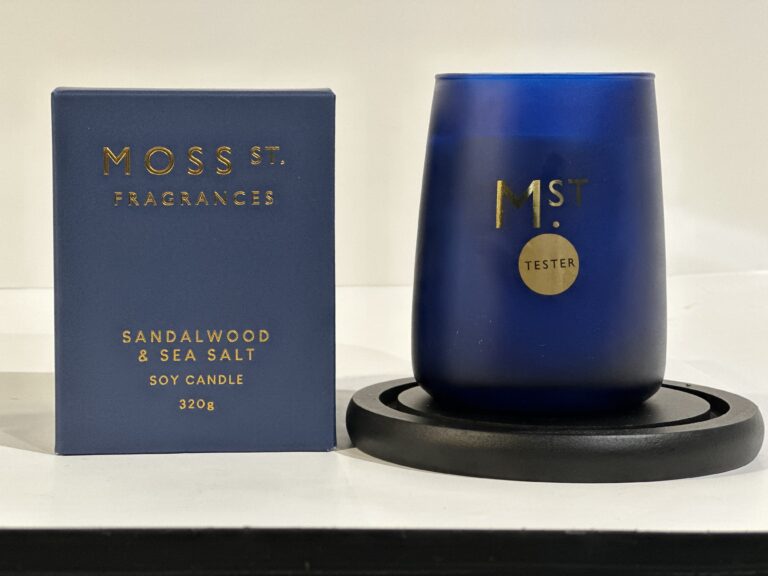 MOSS ST.
FRAGRANCES
SANDALWOOD
& SEA SALT
SOY CANDLE
320g
M.ST
TESTER